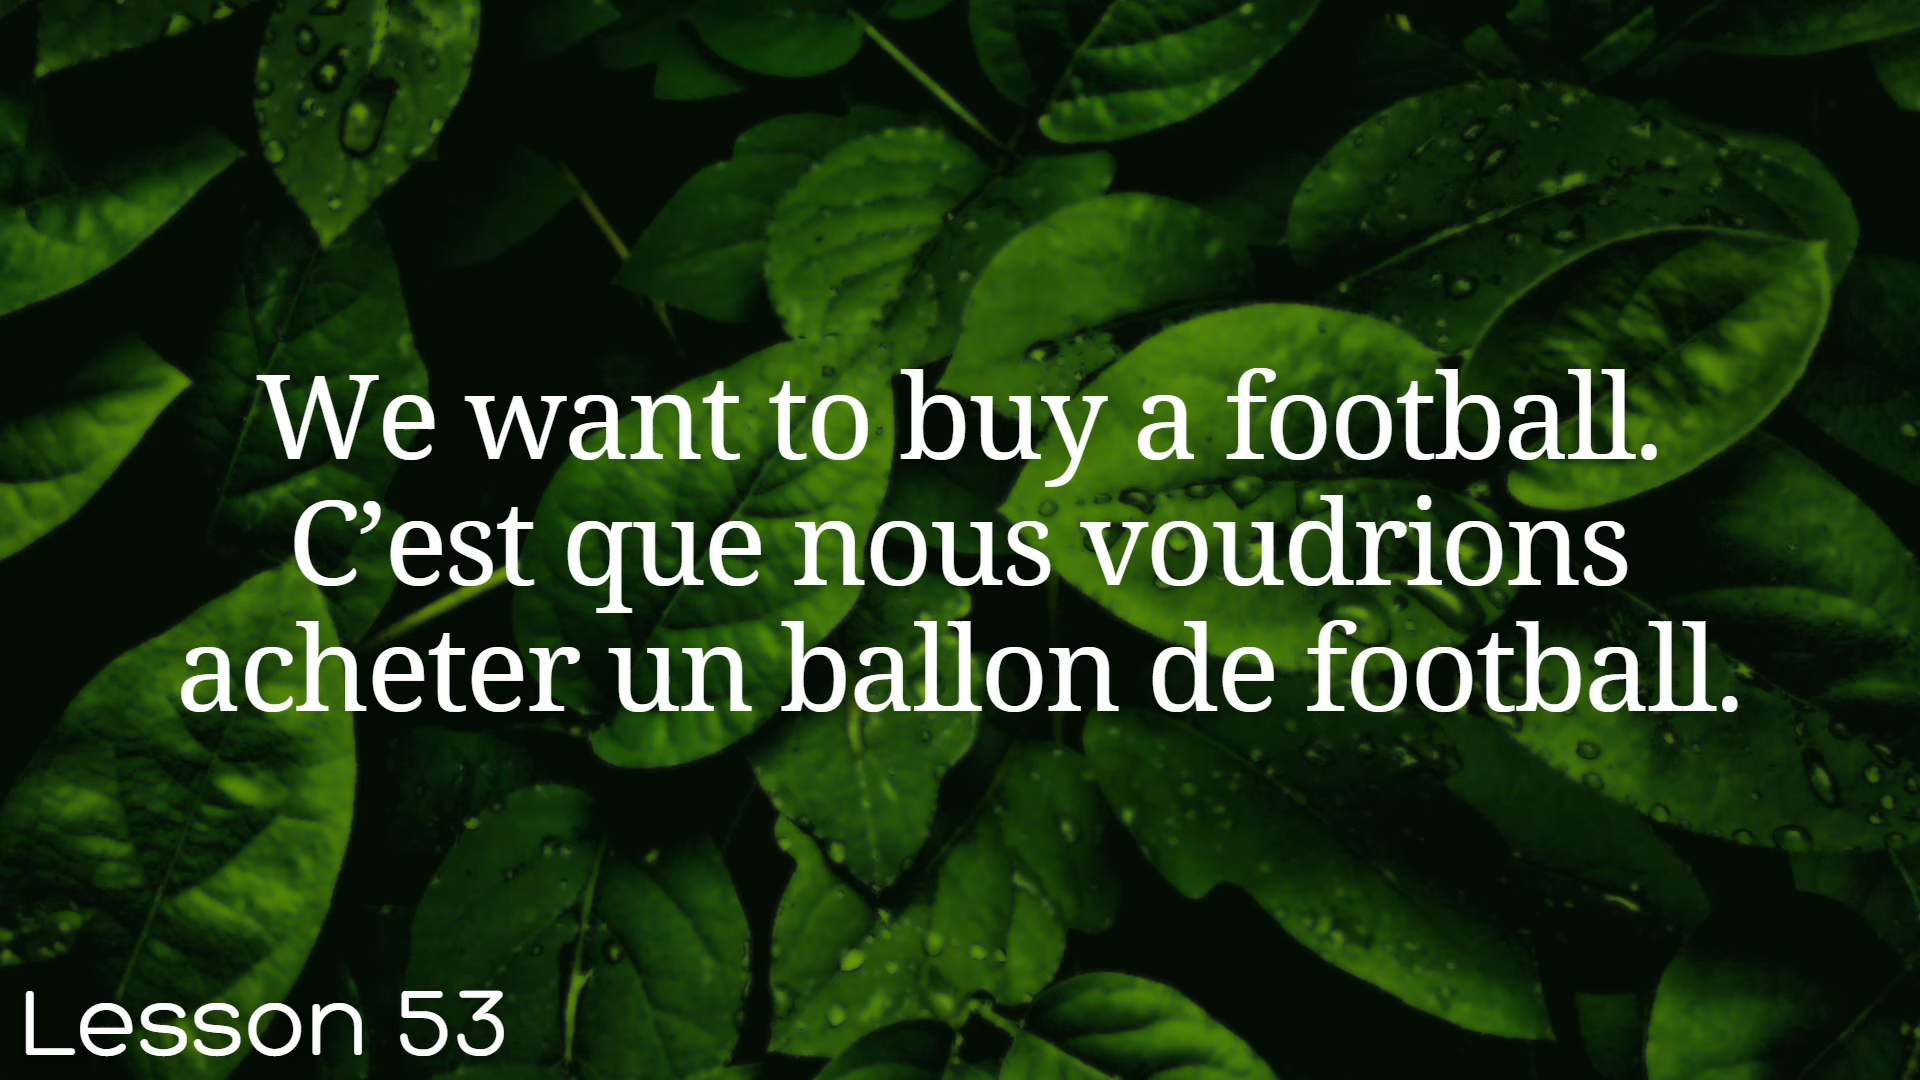 We want to buy a football.
C’est que nous voudrions
acheter un ballon de football.
Lesson 53